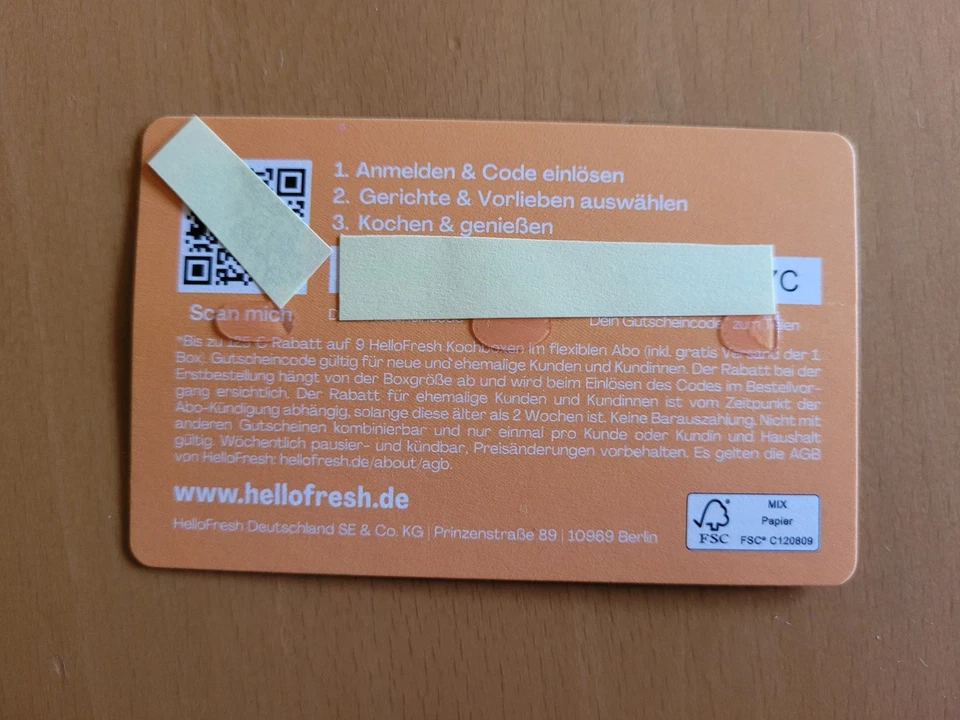 1. Anmelden & Code einlösen
2. Gerichte & Vorlieben auswählen
3. Kochen & genießen
C
Scan mich
Dein Gutscheincode zum Teilen
*Bis zu 125 € Rabatt auf 9 HelloFresh Kochboxen im flexiblen Abo (inkl. gratis Versand der 1.
Box). Gutscheincode gültig für neue und ehemalige Kunden und Kundinnen. Der Rabatt bei der
Erstbestellung hängt von der Boxgröße ab und wird beim Einlösen des Codes im Bestellvor-
gang ersichtlich. Der Rabatt für ehemalige Kunden und Kundinnen ist vom Zeitpunkt der
Abo-Kündigung abhängig, solange diese älter als 2 Wochen ist. Keine Barauszahlung. Nicht mit
anderen Gutscheinen kombinierbar und nur einmal pro Kunde oder Kundin und Haushalt
gültig. Wöchentlich pausier- und kündbar. Preisänderungen vorbehalten. Es gelten die AGB
von HelloFresh: hellofresh.de/about/agb.
www.hellofresh.de
HelloFresh Deutschland SE & Co. KG | Prinzenstraße 89 | 10969 Berlin
MIX
Papier
FSC® C120809
FSC